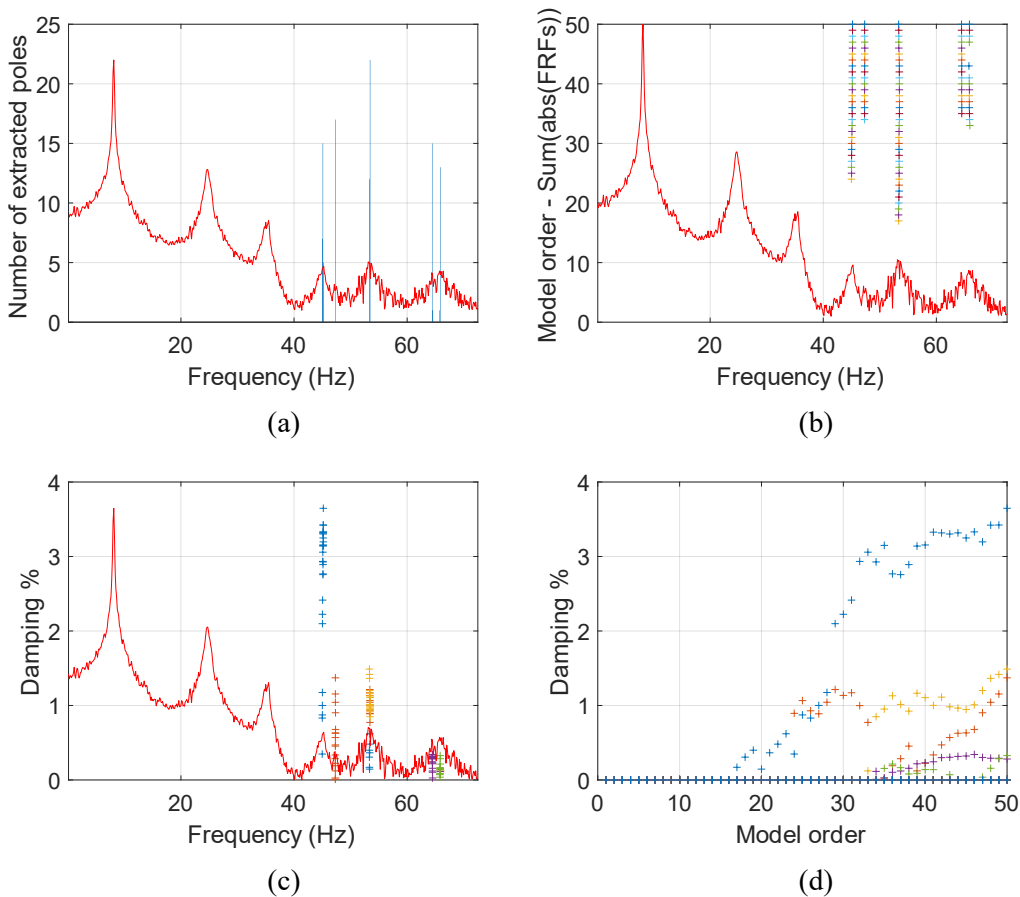 25
20
15
10
5
0
Number of extracted poles
20 40 60
Frequency (Hz)
(a)
50
40
30
20
10
0
Model order - Sum(abs(FRFs))
20 40 60
Frequency (Hz)
(b)
4
3
2
1
0
Damping %
20 40 60
Frequency (Hz)
(c)
4
3
2
1
0
Damping %
0 10 20 30 40 50
Model order
(d)